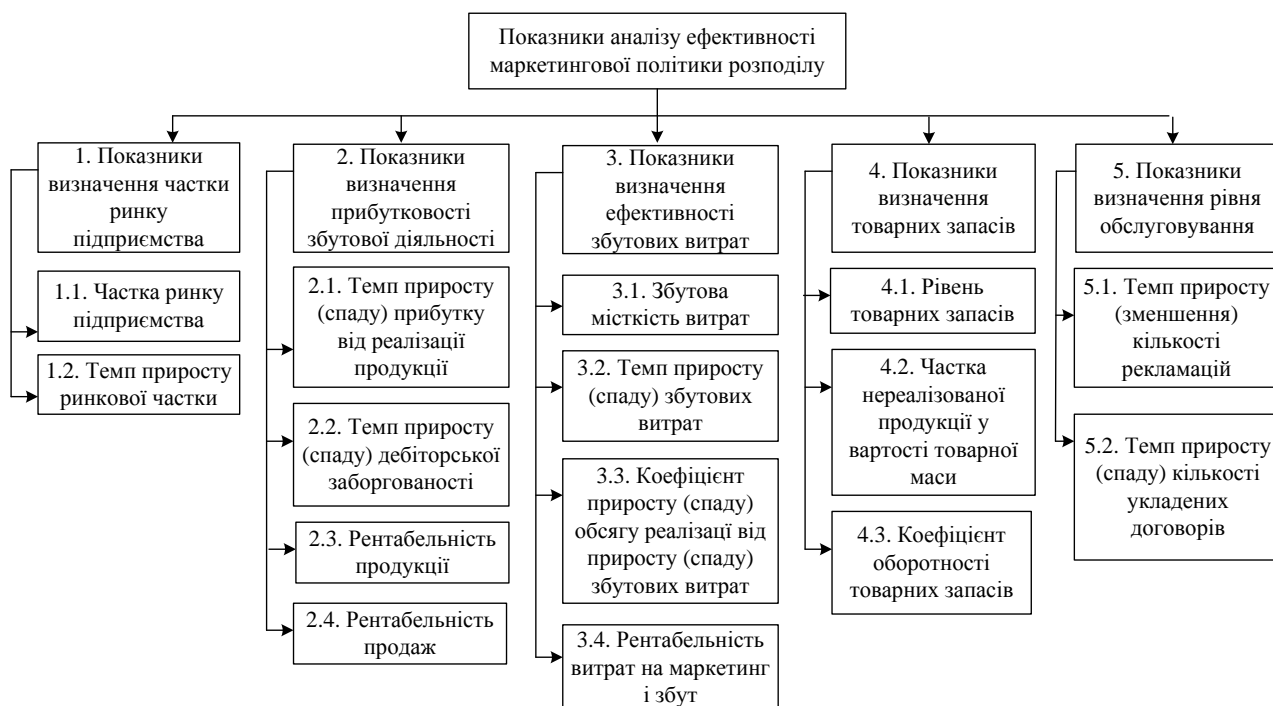 Показники аналізу ефективності
маркетингової політики розподілу
1. Показники
визначення частки
ринку
підприємства
1.1. Частка ринку
підприємства
1.2. Темп приросту
ринкової частки
2. Показники
визначення
прибутковості
збутової діяльності
2.1. Темп приросту
(спаду) прибутку
від реалізації
продукції
2.2. Темп приросту
(спаду) дебіторської
заборгованості
2.3. Рентабельність
продукції
2.4. Рентабельність
продаж
3. Показники
визначення
ефективності
збутових витрат
3.1. Збутова
місткість витрат
3.2. Темп приросту
(спаду) збутових
витрат
3.3. Коефіцієнт
приросту (спаду)
обсягу реалізаці від
приросту (спаду)
збутових витрат
3.4. Рентабельність
витрат на маркетинг
і збут
4. Показники
визначення
товарних запасів
4.1. Рівень
товарних запасів
4.2. Частка
нереалізованої
продукції у
вартості товарної
маси
4.3. Коефіцієнт
оборотності
товарних запасів
5. Показники
визначення рівня
обслуговування
5.1. Темп приросту
(зменшення)
кількості
рекламацій
5.2. Темп приросту
(спаду) кількості
укладених
договорів